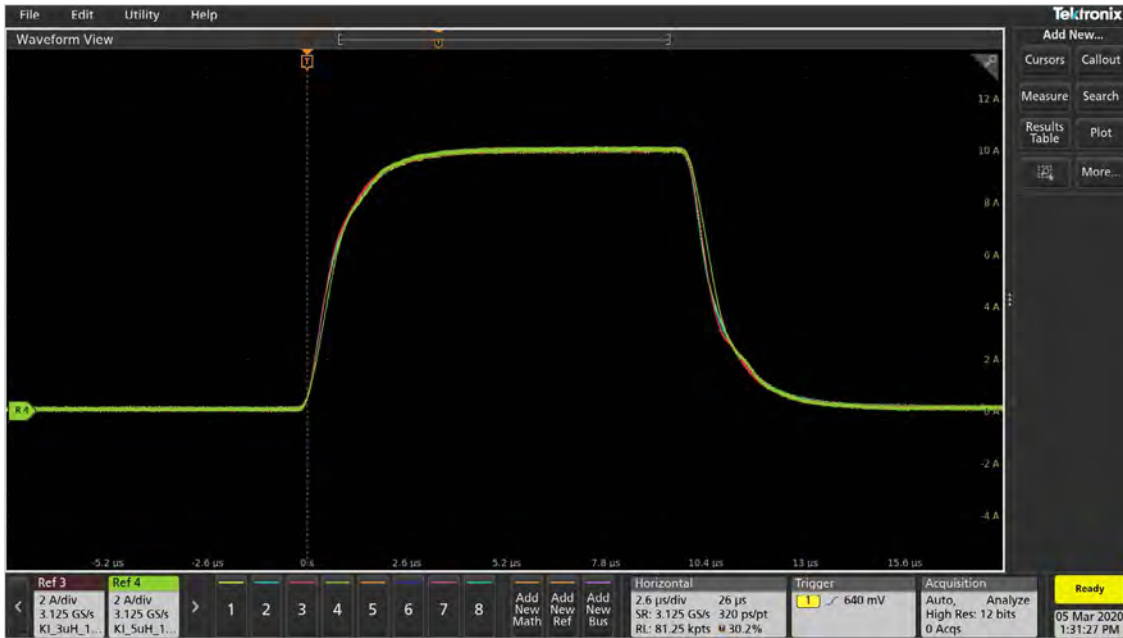 File Edit Utility Help
Tektronix
Waveform View
Add New...
Cursors Callout
Measure Search
Results Table Plot
More...
T
U
12 A
10 A
8 A
6 A
4 A
2 A
0 A
-2 A
-4 A
R 4
-5.2 µs -2.6 µs 0 s 2.6 µs 5.2 µs 7.8 µs 10.4 µs 13 µs 15.6 µs
Ref 3
2 A/div
3.125 GS/s
KI_3uH_1...
Ref 4
2 A/div
3.125 GS/s
KI_5uH_1...
1 2 3 4 5 6 7 8
Add New Math
Add New Ref
Add New Bus
Horizontal
2.6 µs/div 26 µs
SR: 3.125 GS/s 320 ps/pt
RL: 81.25 kpts 30.2%
Trigger
1 640 mV
Acquisition
Auto, Analyze
High Res: 12 bits
0 Acqs
Ready
05 Mar 2020
1:31:27 PM